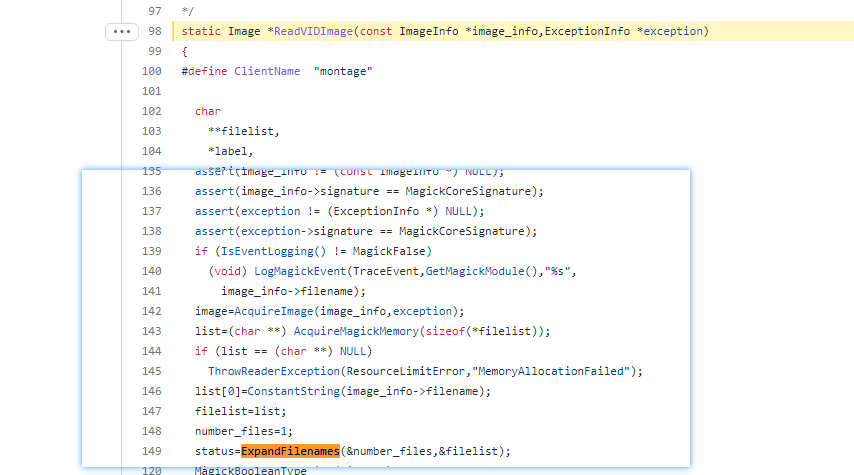 97 */
98 static Image *ReadVIDImage(const ImageInfo *image_info,ExceptionInfo *exception)
99 {
100 #define ClientName "montage"
101
102 char
103 **filelist,
104 *label,
135 assert(image_info != (const ImageInfo *) NULL);
136 assert(image_info->signature == MagickCoreSignature);
137 assert(exception != (ExceptionInfo *) NULL);
138 assert(exception->signature == MagickCoreSignature);
139 if (IsEventLogging() != MagickFalse)
140 (void) LogMagickEvent(TraceEvent,GetMagickModule(),"%s",
141 image_info->filename);
142 image=AcquireImage(image_info,exception);
143 list=(char **) AcquireMagickMemory(sizeof(*filelist));
144 if (list == (char **) NULL)
145 ThrowReaderException(ResourceLimitError,"MemoryAllocationFailed");
146 list[0]=ConstantString(image_info->filename);
147 filelist=list;
148 number_files=1;
149 status=ExpandFilenames(&number_files,&filelist);
120 MagickBooleanType